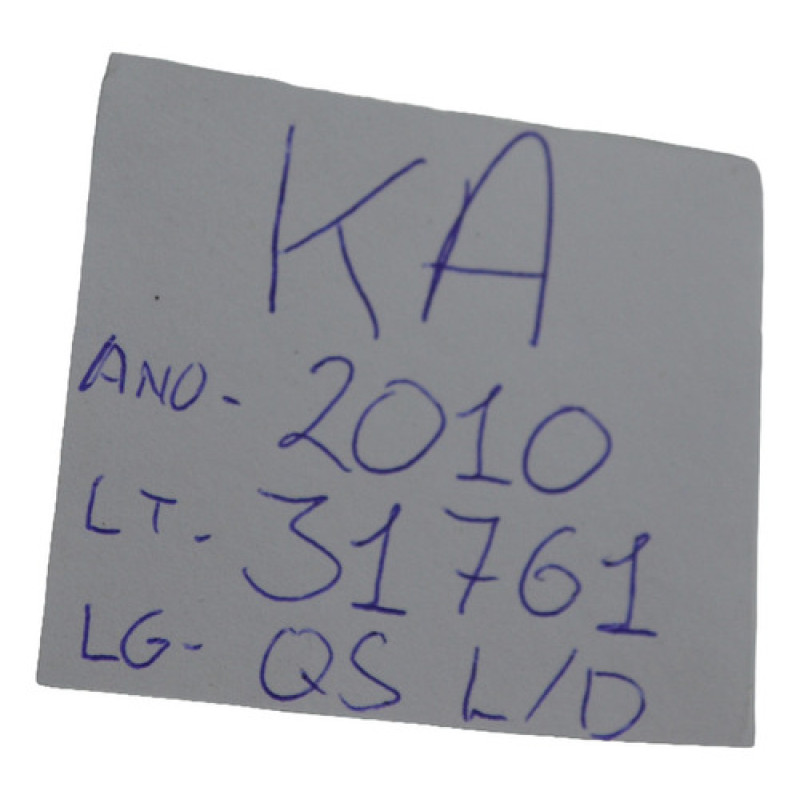 KA
ANO- 2010
LT. 31761
LG- QS L/D